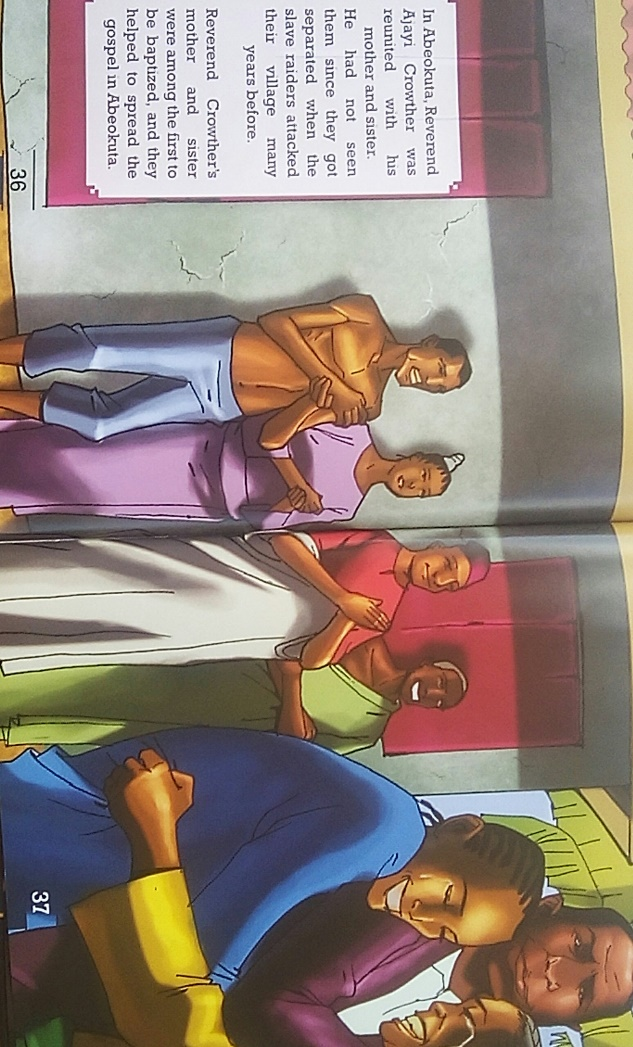 In Abeokuta, Reverend
Ajayi Crowther was
reunited with his
mother and sister.
He had not seen
them since they got
separated when the
slave raiders attacked
their village many
years before.
Reverend Crowther's
mother and sister
were among the first to
be baptized, and they
helped to spread the
gospel in Abeokuta.
36
37